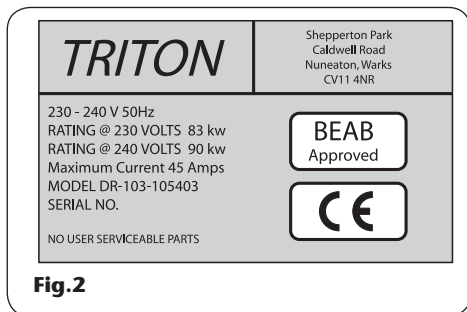 TRITON
Shepperton Park
Caldwell Road
Nuneaton, Warks
CV11 4NR
230 - 240 V 50Hz
RATING @ 230 VOLTS 83 kw
RATING @ 240 VOLTS 90 kw
Maximum Current 45 Amps
MODEL DR-103-105403
SERIAL NO.
NO USER SERVICEABLE PARTS
BEAB
Approved
CE
Fig.2